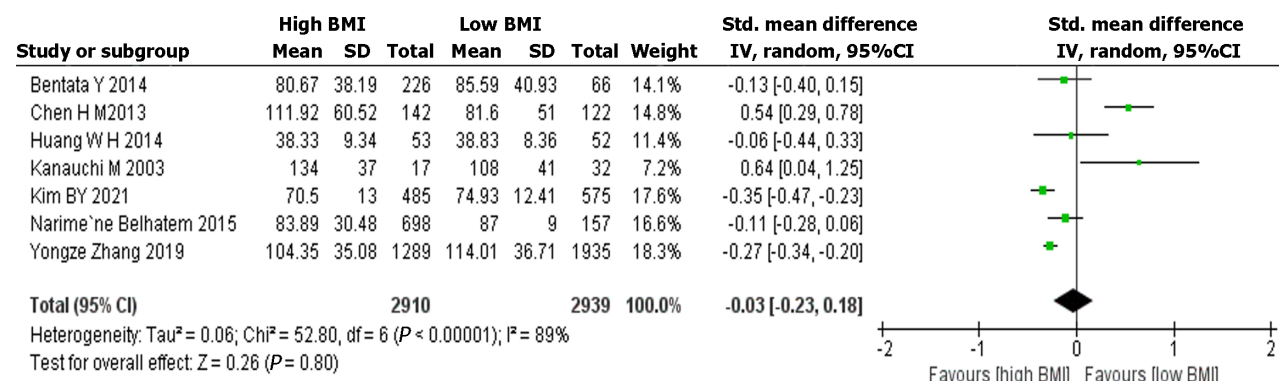 High BMI Low BMI Std. mean difference Std. mean difference
Study or subgroup Mean SD Total Mean SD Total Weight IV, random, 95%CI IV, random, 95%CI
Bentata Y 2014 80.67 38.19 226 85.59 40.93 66 14.1% -0.13 [-0.40, 0.15]
Chen H M2013 111.92 60.52 142 81.6 51 122 14.8% 0.54 [0.29, 0.78]
Huang W H 2014 38.33 9.34 53 38.83 8.36 52 11.4% -0.06 [-0.44, 0.33]
Kanauchi M 2003 134 37 17 108 41 32 7.2% 0.64 [0.04, 1.25]
Kim BY 2021 70.5 13 485 74.93 12.41 575 17.6% -0.35 [-0.47, -0.23]
Narime`ne Belhatem 2015 83.89 30.48 698 87 9 157 16.6% -0.11 [-0.28, 0.06]
Yongze Zhang 2019 104.35 35.08 1289 114.01 36.71 1935 18.3% -0.27 [-0.34, -0.20]
Total (95% CI) 2910 2939 100.0% -0.03 [-0.23, 0.18]
Heterogeneity: Tau² = 0.06; Chi² = 52.80, df = 6 (P < 0.00001); I² = 89%
Test for overall effect: Z = 0.26 (P = 0.80)
-2 -1 0 1 2
Favours [high BMI] Favours [low BMI]